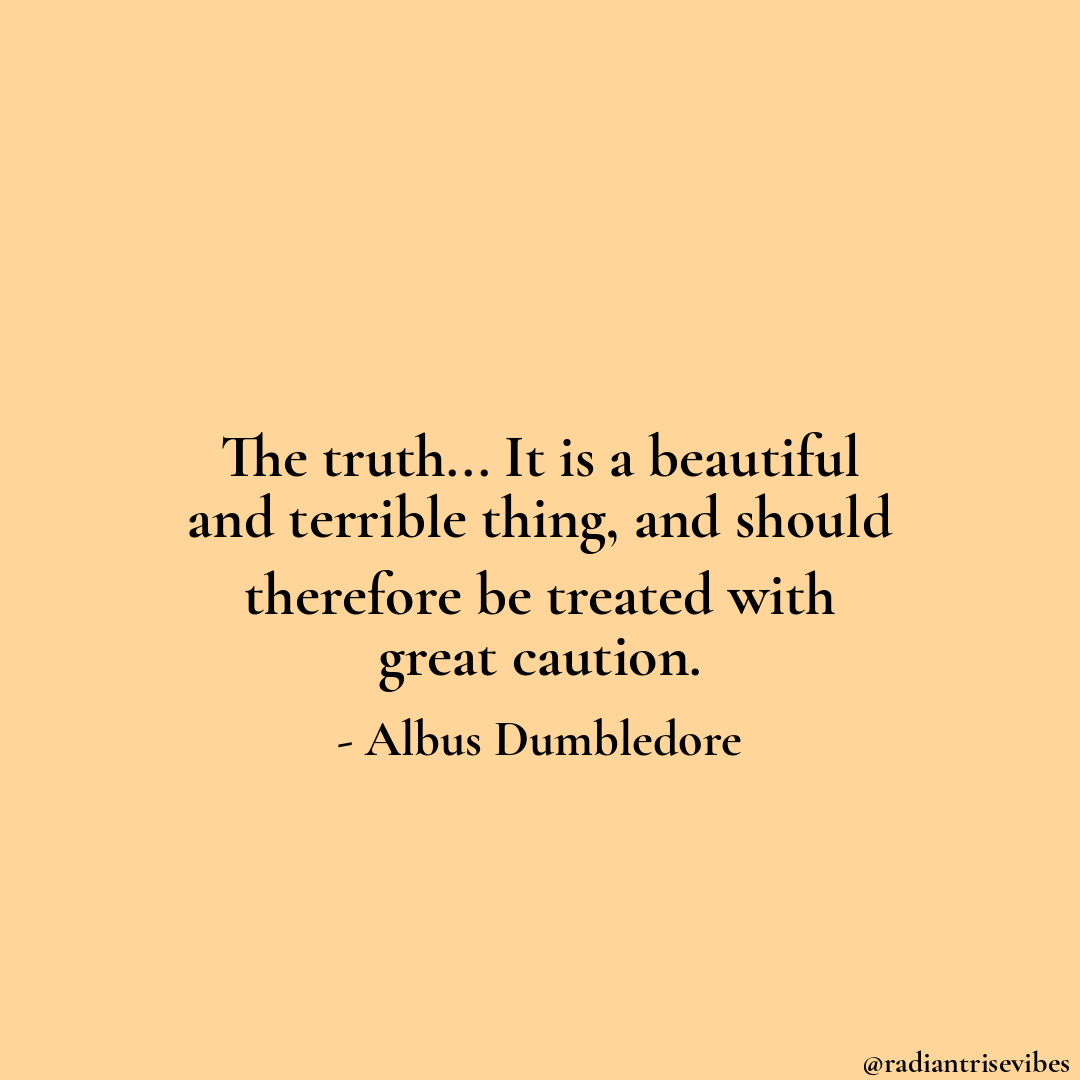 The truth... It is a beautiful
and terrible thing, and should
therefore be treated with
great caution.
- Albus Dumbledore
@radiantrisevibes